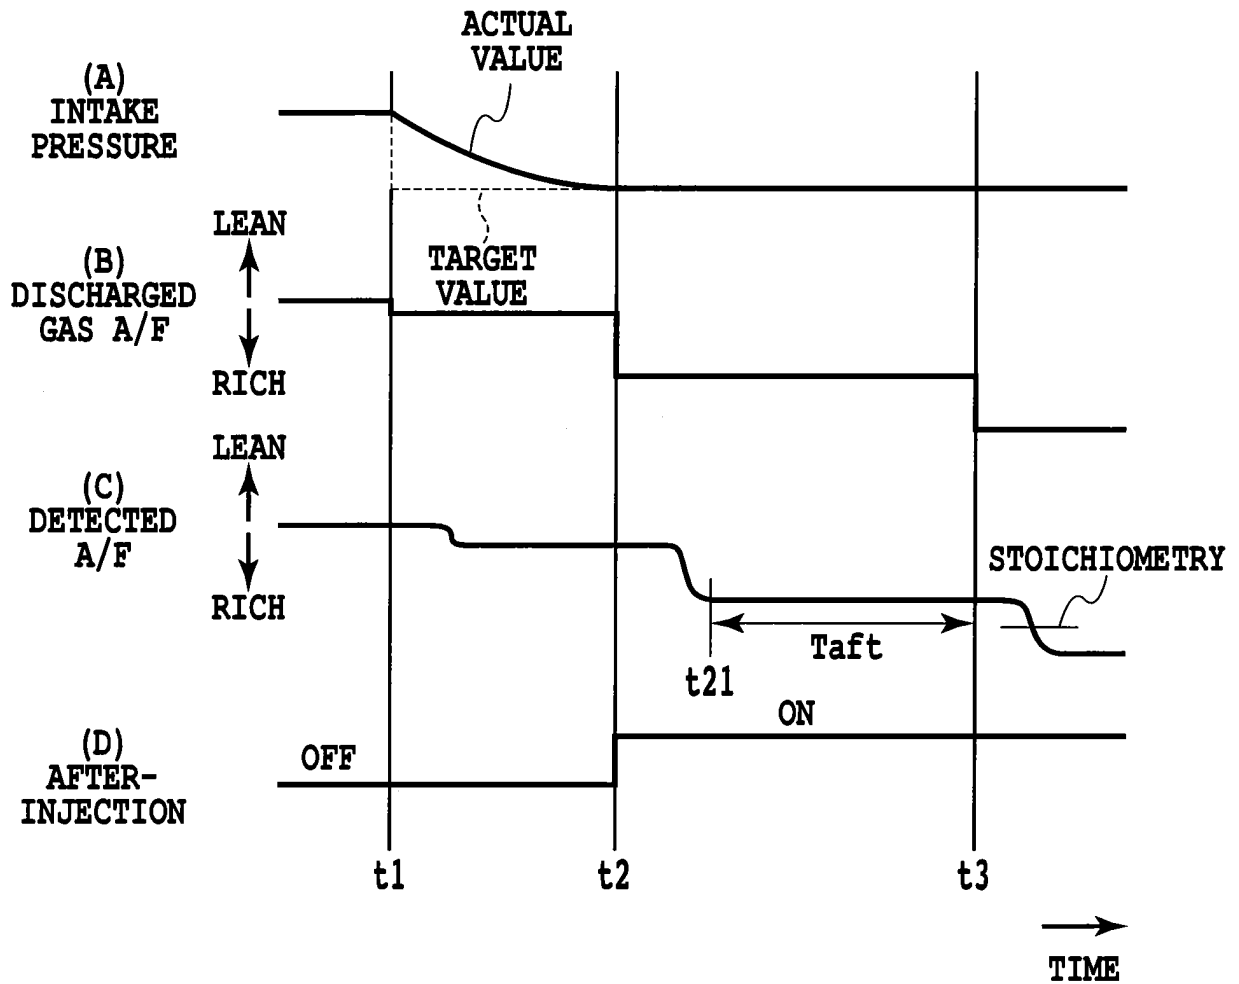 ACTUAL
VALUE
(A)
INTAKE
PRESSURE
LEAN
(B)
DISCHARGED
GAS A/F
RICH
TARGET
VALUE
LEAN
(C)
DETECTED
A/F
RICH
STOICHIOMETRY
Taft
t21
(D)
AFTER-
INJECTION
OFF
ON
t1
t2
t3
TIME